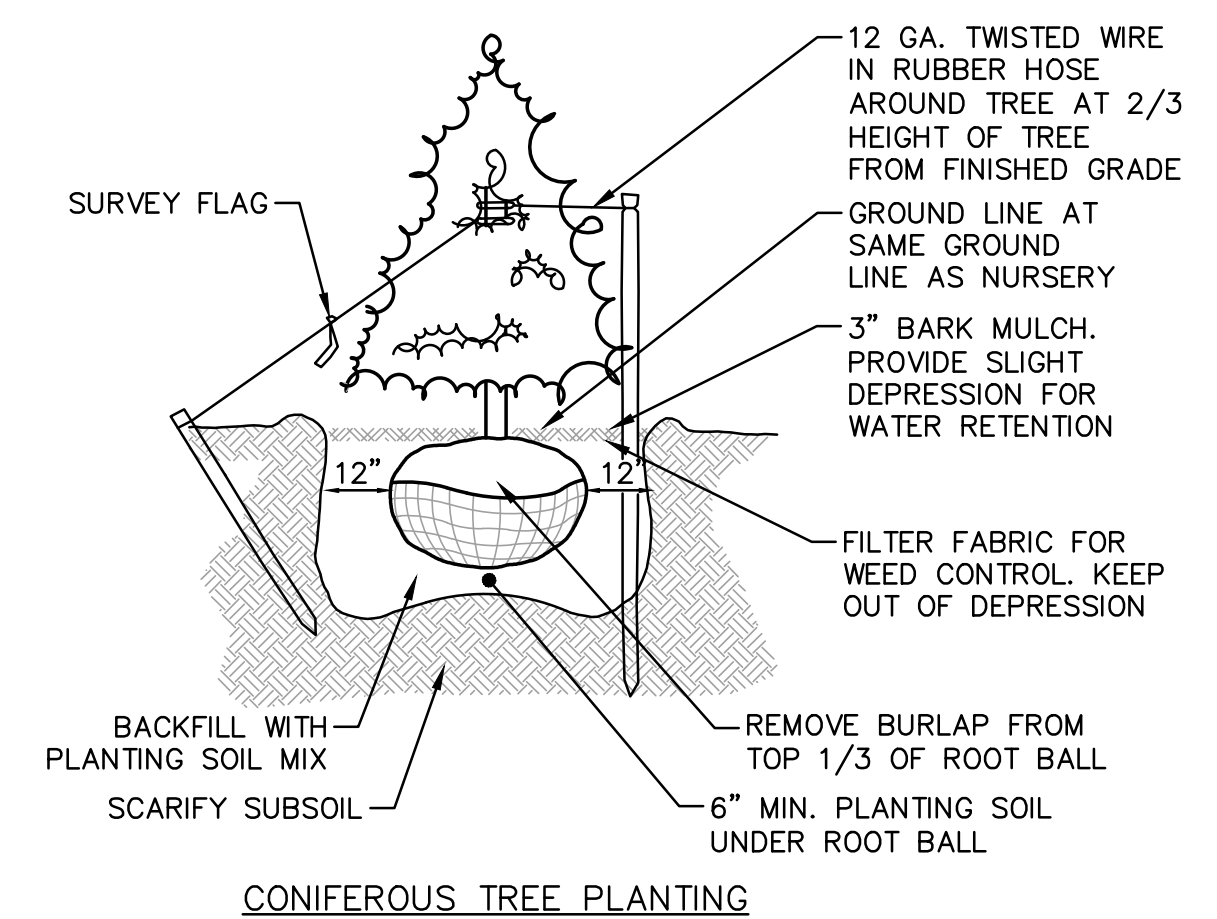 12 GA. TWISTED WIRE
IN RUBBER HOSE
AROUND TREE AT 2/3
HEIGHT OF TREE
FROM FINISHED GRADE
SURVEY FLAG
GROUND LINE AT
SAME GROUND
LINE AS NURSERY
3” BARK MULCH.
PROVIDE SLIGHT
DEPRESSION FOR
WATER RETENTION
12”
12”
FILTER FABRIC FOR
WEED CONTROL. KEEP
OUT OF DEPRESSION
BACKFILL WITH
PLANTING SOIL MIX
REMOVE BURLAP FROM
TOP 1/3 OF ROOT BALL
SCARIFY SUBSOIL
6” MIN. PLANTING SOIL
UNDER ROOT BALL
CONIFEROUS TREE PLANTING